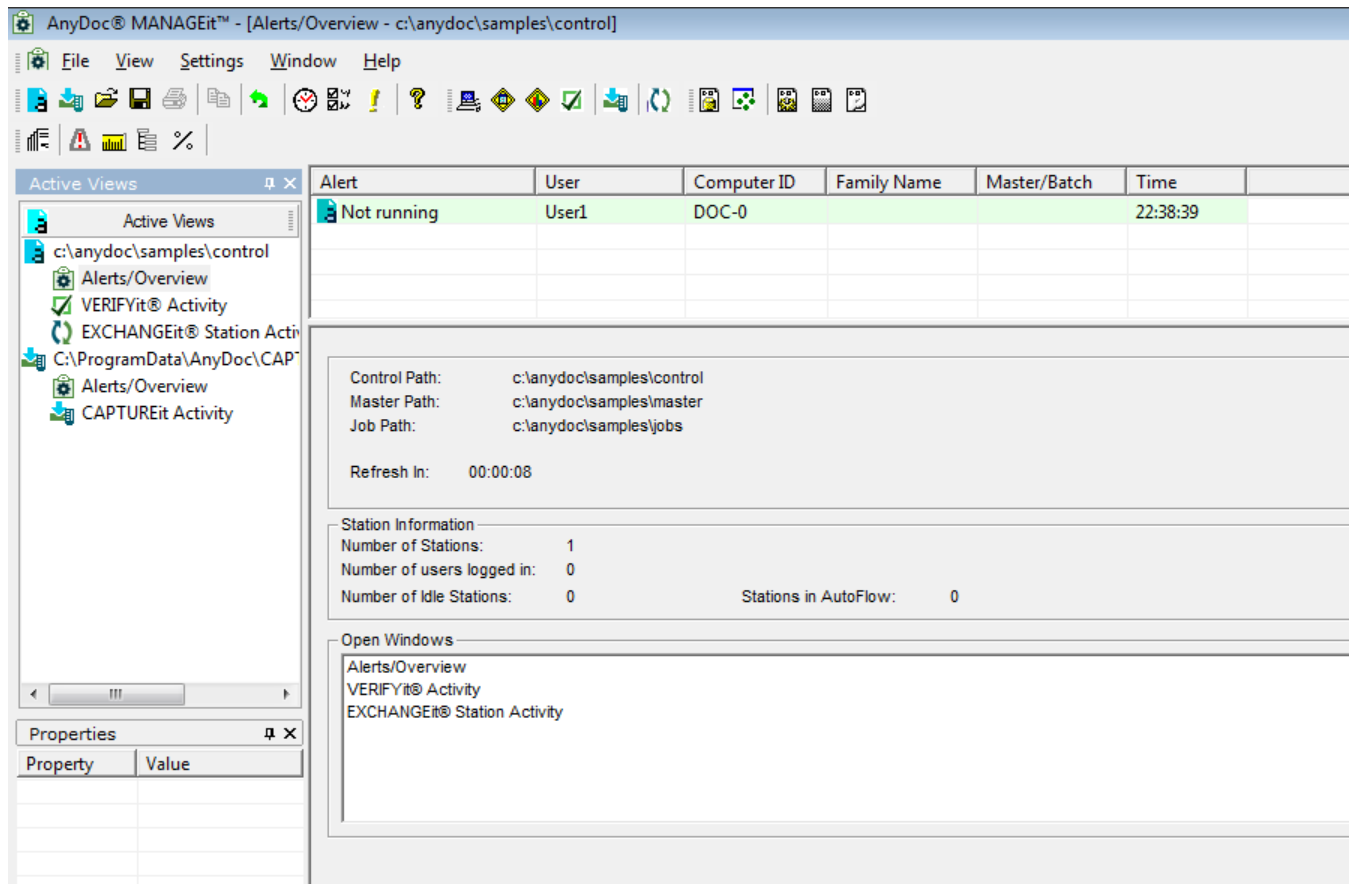 AnyDoc® MANAGEit™ - [Alerts/Overview - c:\anydoc\samples\control]
File View Settings Window Help
Active Views
Active Views
c:\anydoc\samples\control
Alerts/Overview
VERIFYit® Activity
EXCHANGEit® Station Activ
C:\ProgramData\AnyDoc\CAPT
Alerts/Overview
CAPTUREit Activity
Properties
Property Value
Alert User Computer ID Family Name Master/Batch Time
Not running User1 DOC-0 22:38:39
Control Path: c:\anydoc\samples\control
Master Path: c:\anydoc\samples\master
Job Path: c:\anydoc\samples\jobs
Refresh In: 00:00:08
Station Information
Number of Stations: 1
Number of users logged in: 0
Number of Idle Stations: 0 Stations in AutoFlow: 0
Open Windows
Alerts/Overview
VERIFYit® Activity
EXCHANGEit® Station Activity